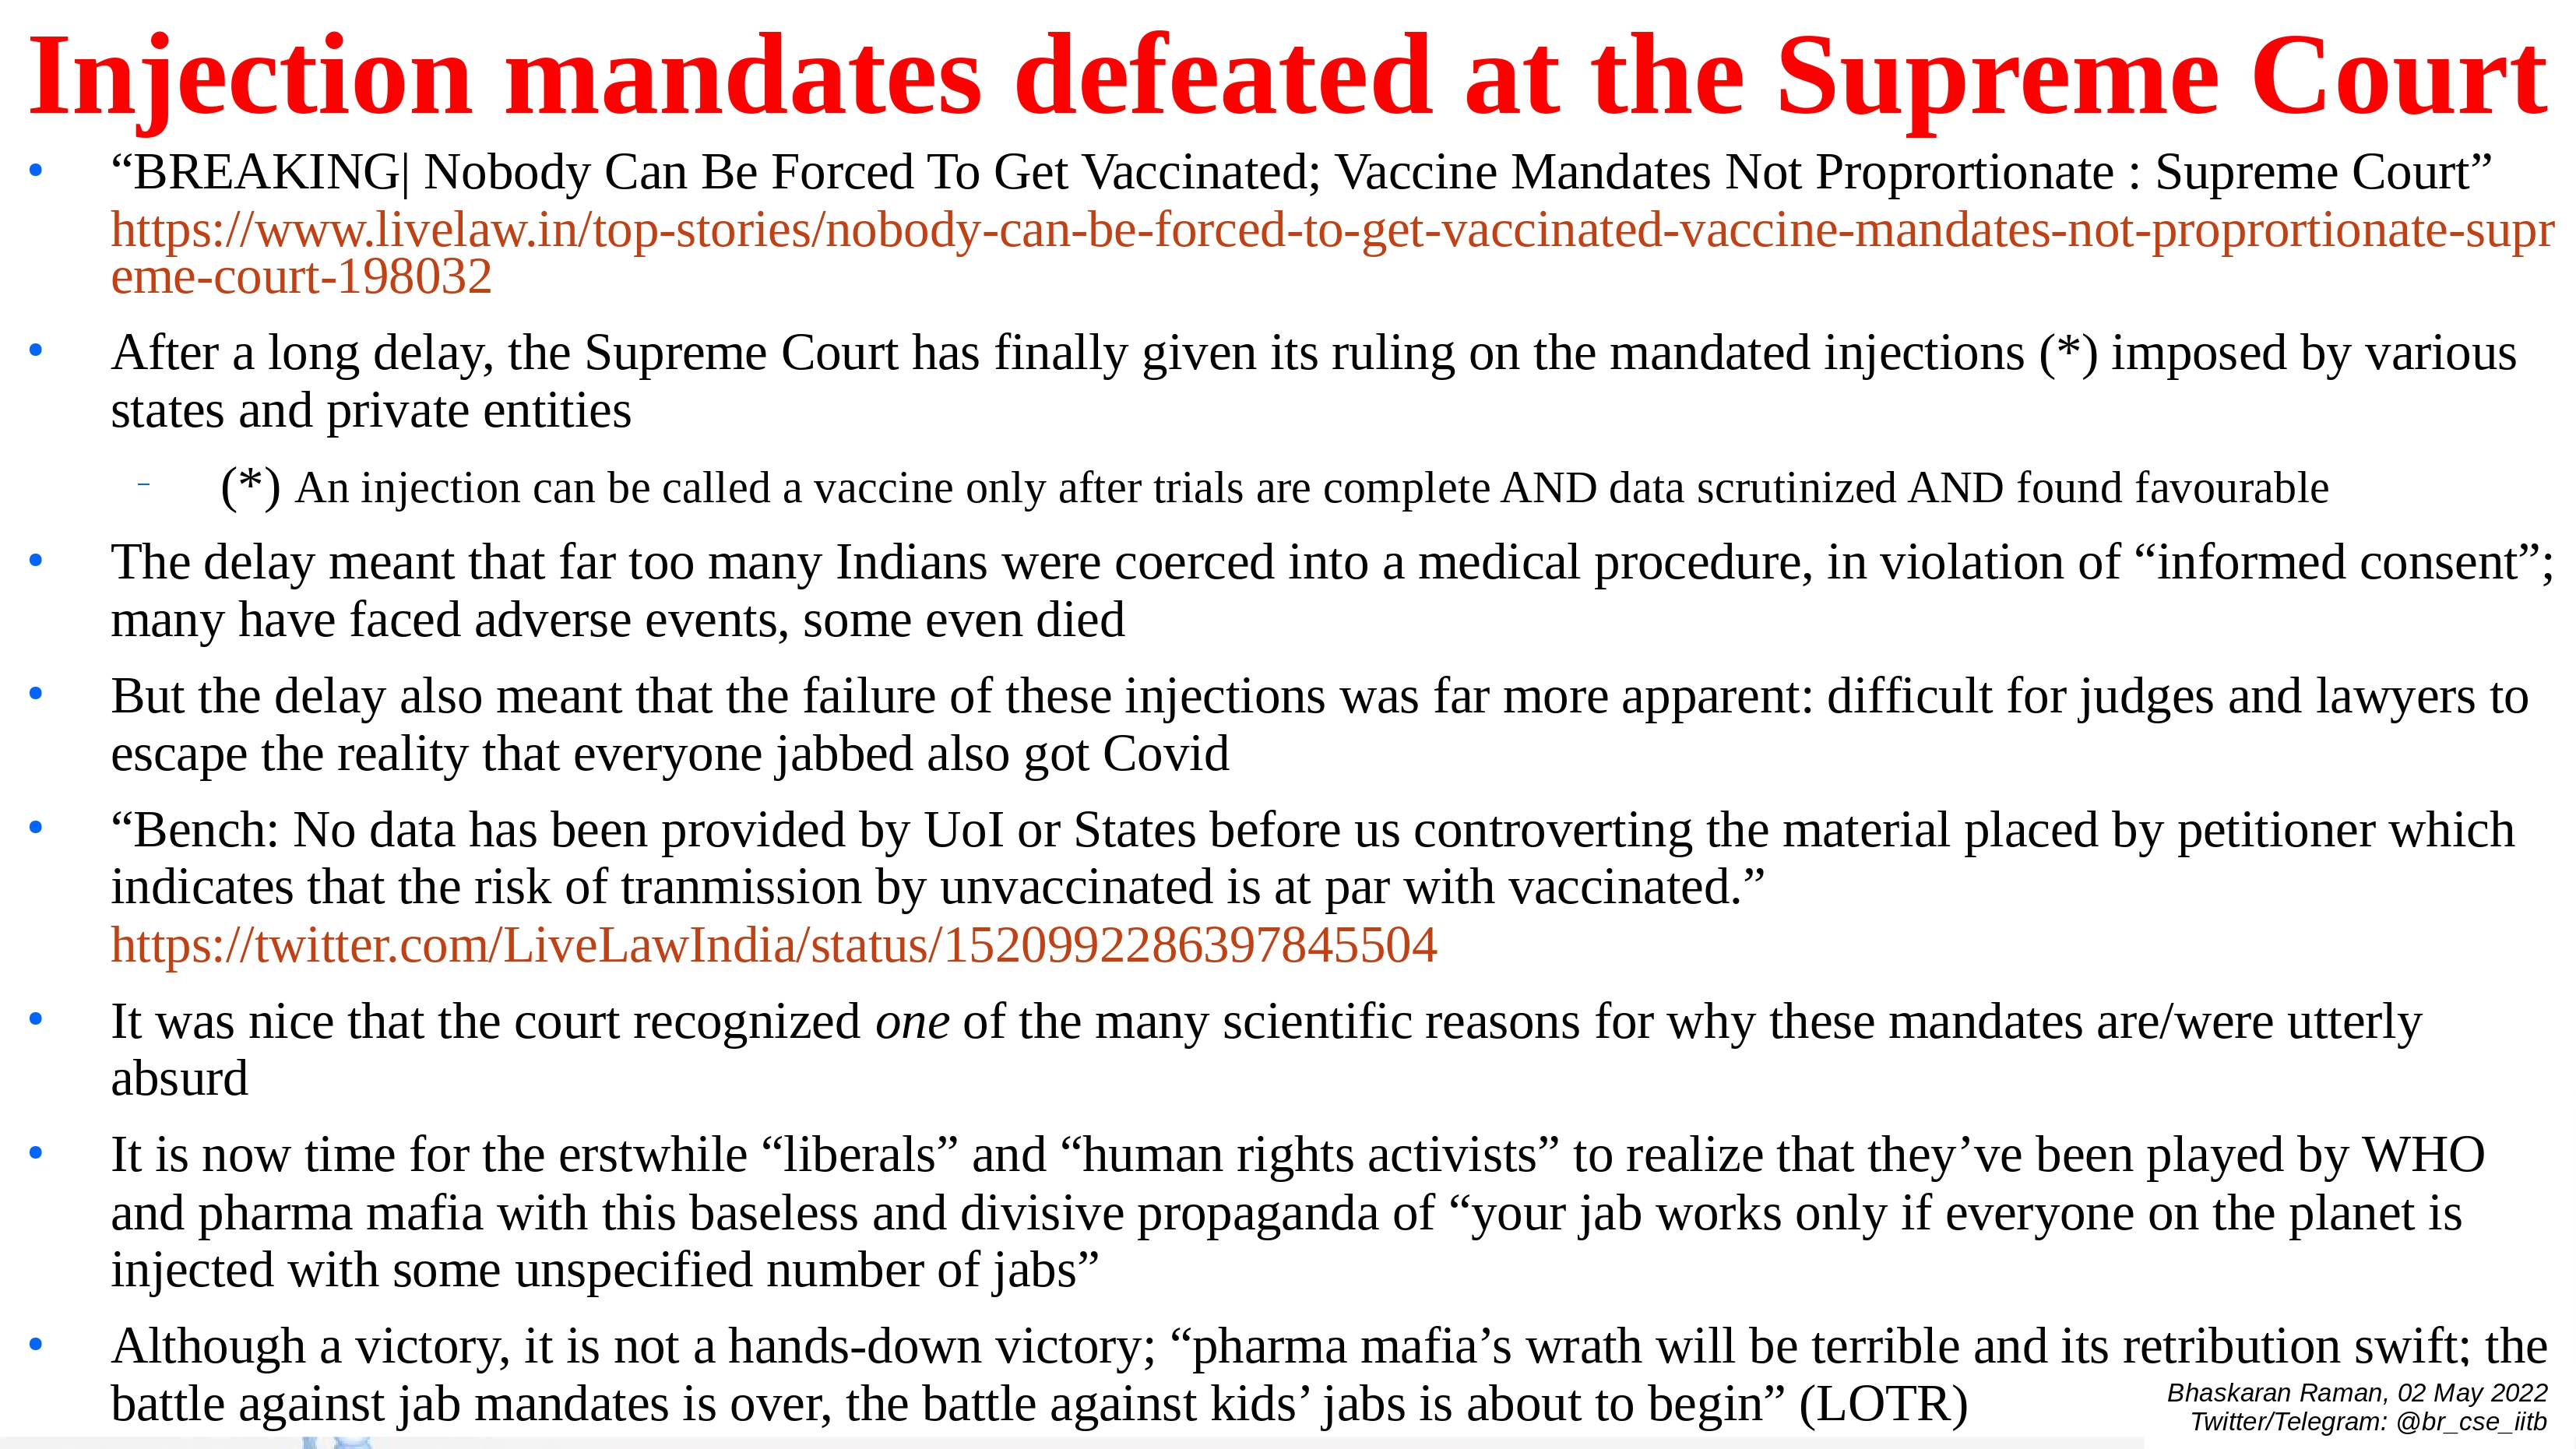 Injection mandates defeated at the Supreme Court
• “BREAKING| Nobody Can Be Forced To Get Vaccinated; Vaccine Mandates Not Proprortionate : Supreme Court”
https://www.livelaw.in/top-stories/nobody-can-be-forced-to-get-vaccinated-vaccine-mandates-not-proprortionate-supr
eme-court-198032
• After a long delay, the Supreme Court has finally given its ruling on the mandated injections (*) imposed by various
states and private entities
– (*) An injection can be called a vaccine only after trials are complete AND data scrutinized AND found favourable
• The delay meant that far too many Indians were coerced into a medical procedure, in violation of “informed consent”;
many have faced adverse events, some even died
• But the delay also meant that the failure of these injections was far more apparent: difficult for judges and lawyers to
escape the reality that everyone jabbed also got Covid
• “Bench: No data has been provided by UoI or States before us controverting the material placed by petitioner which
indicates that the risk of tranmission by unvaccinated is at par with vaccinated.”
https://twitter.com/LiveLawIndia/status/1520992286397845504
• It was nice that the court recognized one of the many scientific reasons for why these mandates are/were utterly
absurd
• It is now time for the erstwhile “liberals” and “human rights activists” to realize that they’ve been played by WHO
and pharma mafia with this baseless and divisive propaganda of “your jab works only if everyone on the planet is
injected with some unspecified number of jabs”
• Although a victory, it is not a hands-down victory; “pharma mafia’s wrath will be terrible and its retribution swift; the
battle against jab mandates is over, the battle against kids’ jabs is about to begin” (LOTR)
Bhaskaran Raman, 02 May 2022
Twitter/Telegram: @br_cse_iitb